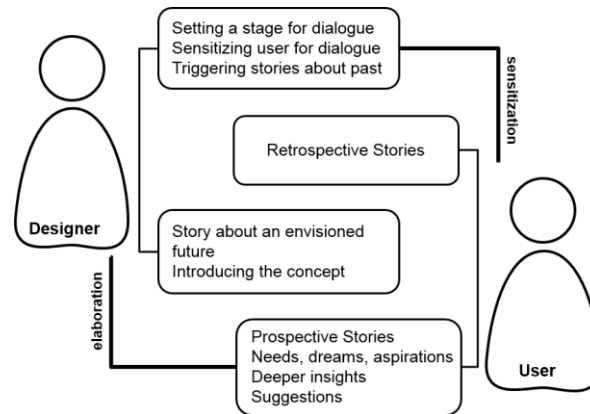 Setting a stage for dialogue
Sensitizing user for dialogue
Triggering stories about past
sensitization
Retrospective Stories
Designer
Story about an envisioned
future
Introducing the concept
elaboration
Prospective Stories
Needs, dreams, aspirations
Deeper insights
Suggestions
User